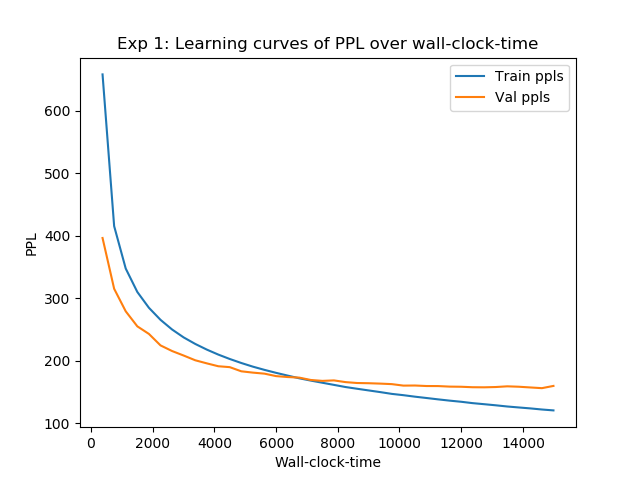 Exp 1: Learning curves of PPL over wall-clock-time
Train ppls
Val ppls
600
500
400
300
200
100
PPL
0 2000 4000 6000 8000 10000 12000 14000
Wall-clock-time